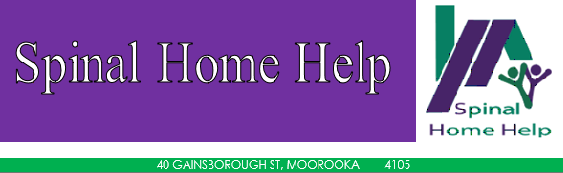 Spinal Home Help
Spinal
Home Help
40 GAINSBOROUGH ST, MOOROOKA 4105